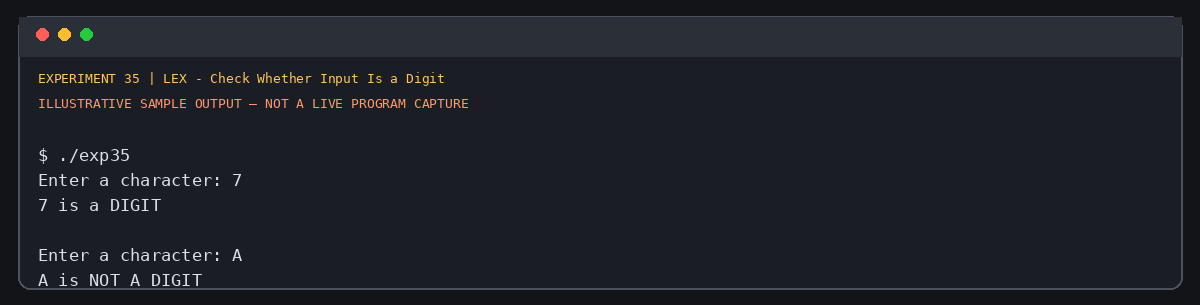 EXPERIMENT 35 | LEX - Check Whether Input Is a Digit
ILLUSTRATIVE SAMPLE OUTPUT — NOT A LIVE PROGRAM CAPTURE
$ ./exp35
Enter a character: 7
7 is a DIGIT
Enter a character: A
A is NOT A DIGIT